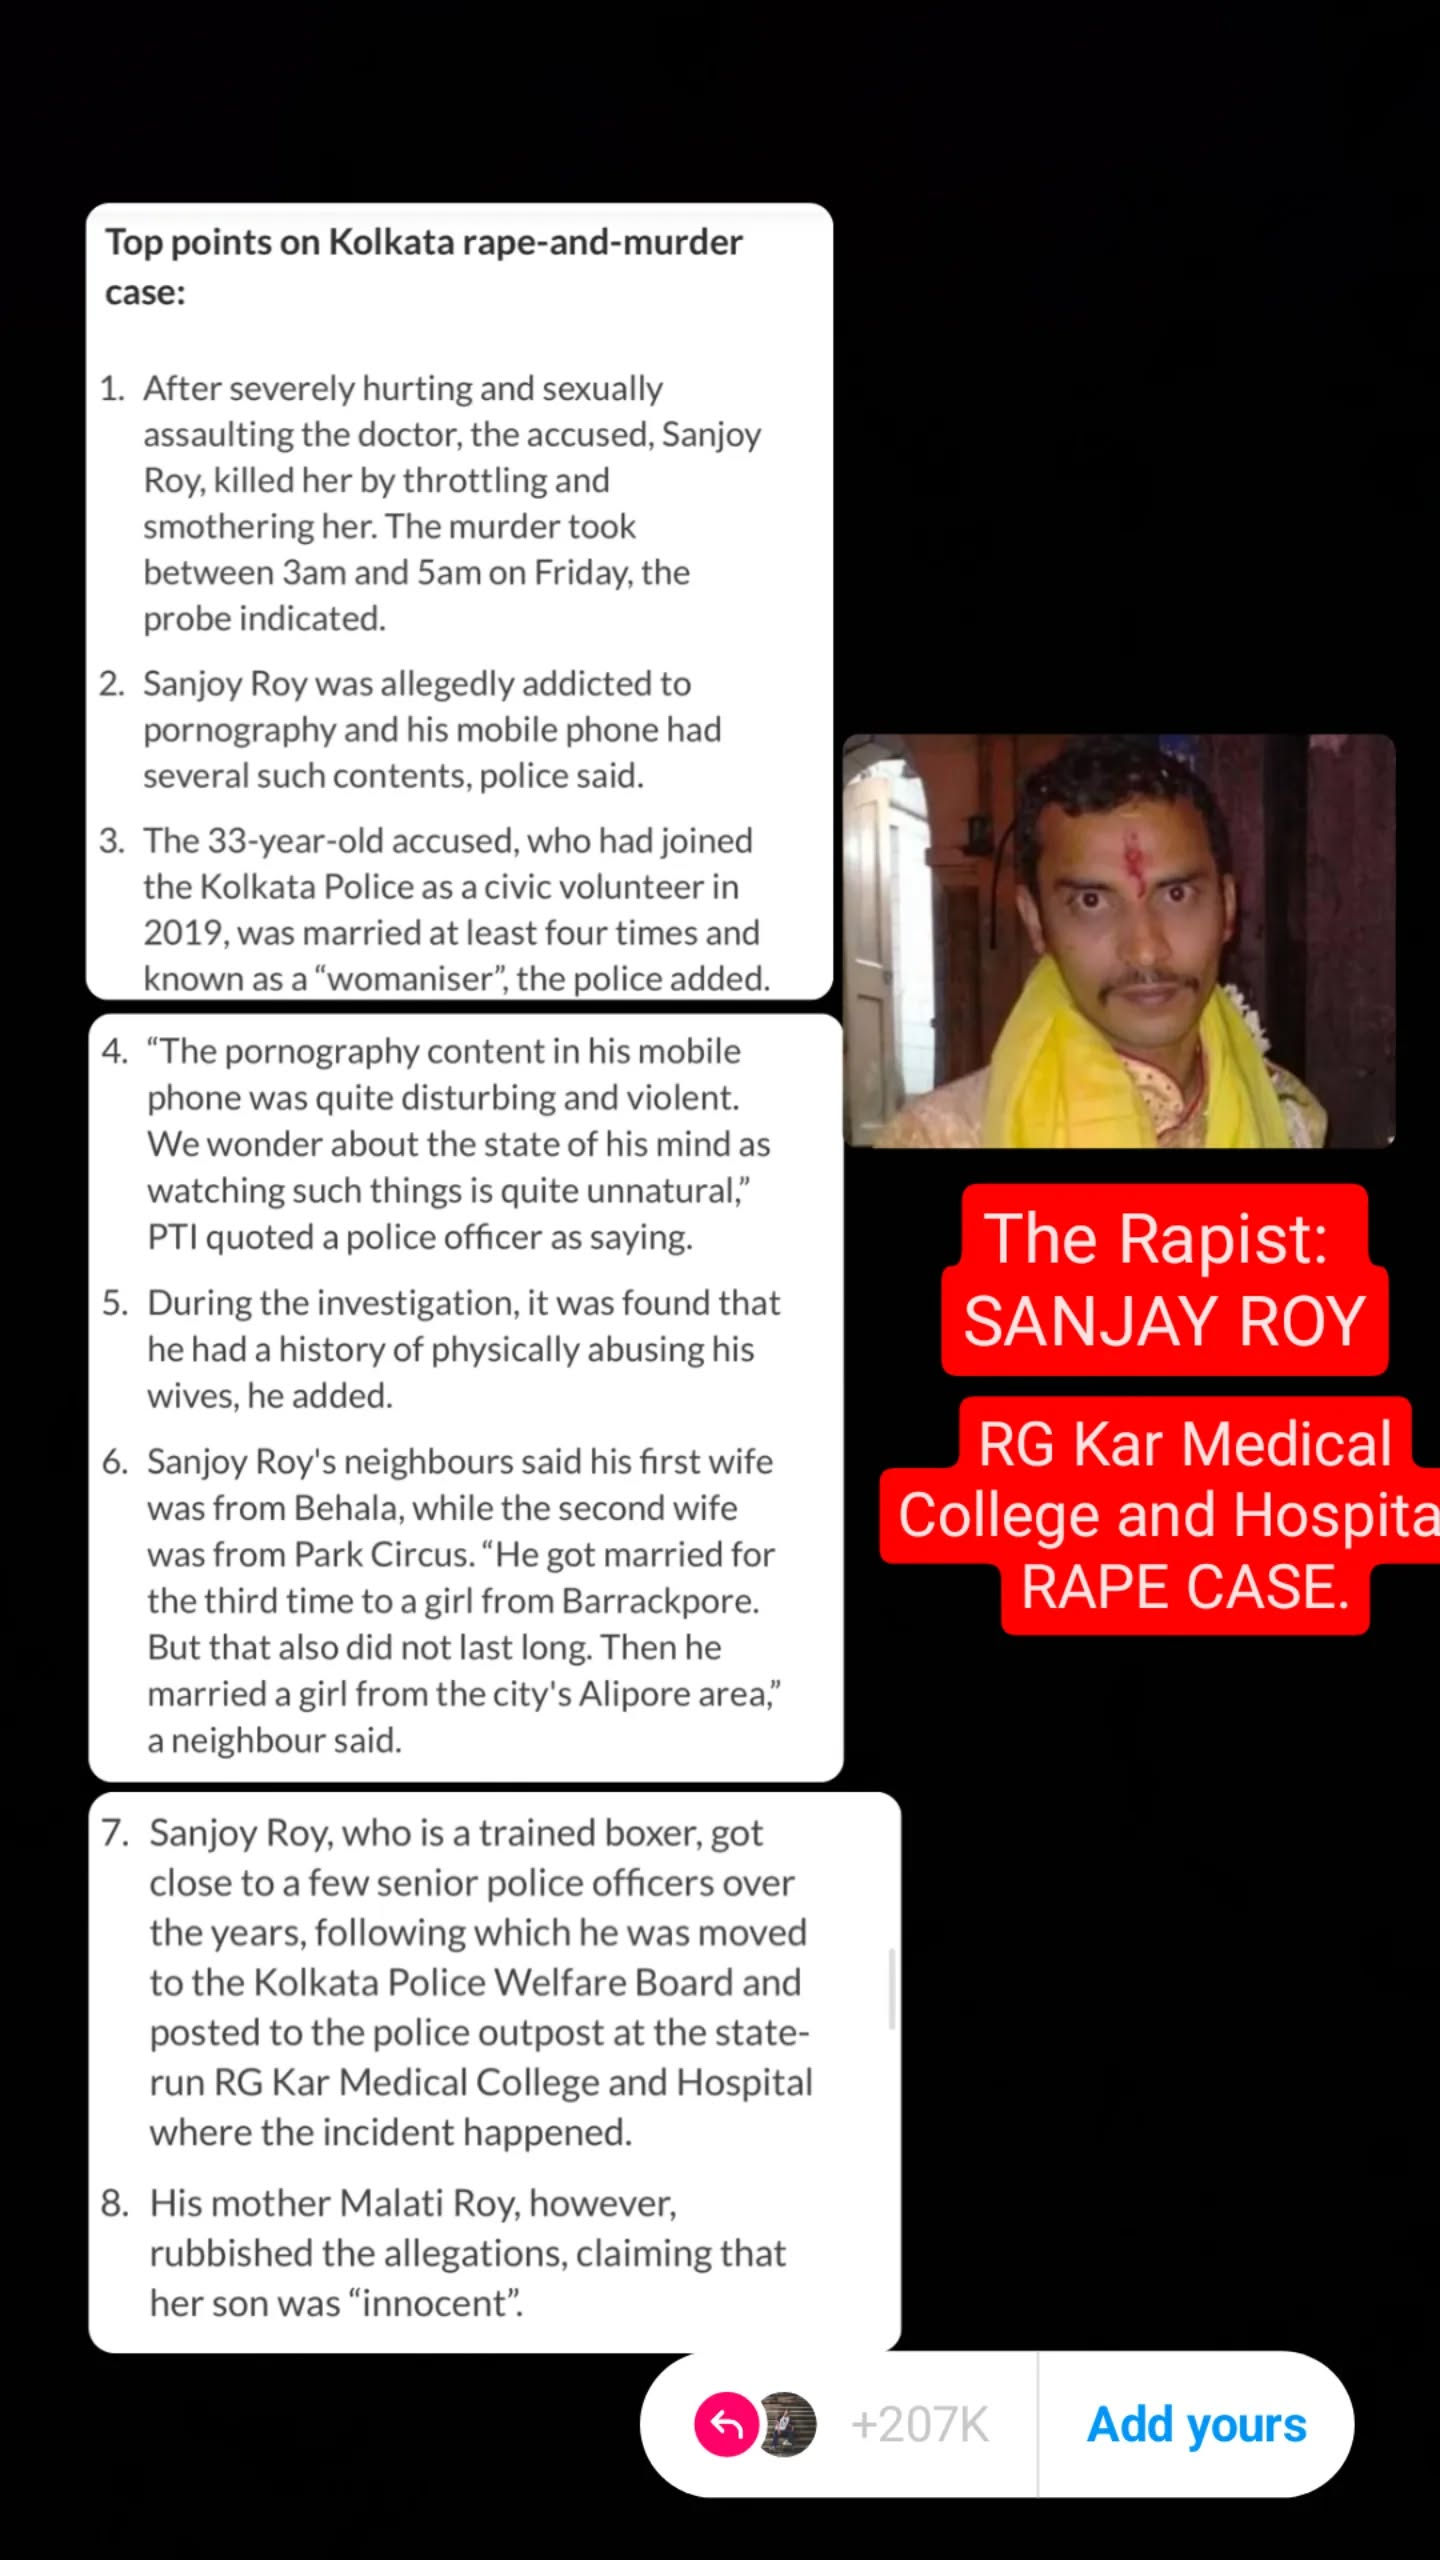 Top points on Kolkata rape-and-murder
case:
1. After severely hurting and sexually
assaulting the doctor, the accused, Sanjoy
Roy, killed her by throttling and
smothering her. The murder took
between 3am and 5am on Friday, the
probe indicated.
2. Sanjoy Roy was allegedly addicted to
pornography and his mobile phone had
several such contents, police said.
3. The 33-year-old accused, who had joined
the Kolkata Police as a civic volunteer in
2019, was married at least four times and
known as a “womaniser”, the police added.
4. “The pornography content in his mobile
phone was quite disturbing and violent.
We wonder about the state of his mind as
watching such things is quite unnatural,”
PTI quoted a police officer as saying.
5. During the investigation, it was found that
he had a history of physically abusing his
wives, he added.
6. Sanjoy Roy's neighbours said his first wife
was from Behala, while the second wife
was from Park Circus. “He got married for
the third time to a girl from Barrackpore.
But that also did not last long. Then he
married a girl from the city's Alipore area,”
a neighbour said.
7. Sanjoy Roy, who is a trained boxer, got
close to a few senior police officers over
the years, following which he was moved
to the Kolkata Police Welfare Board and
posted to the police outpost at the state-
run RG Kar Medical College and Hospital
where the incident happened.
8. His mother Malati Roy, however,
rubbished the allegations, claiming that
her son was “innocent”.
The Rapist:
SANJAY ROY
RG Kar Medical
College and Hospita
RAPE CASE.
+207K
Add yours